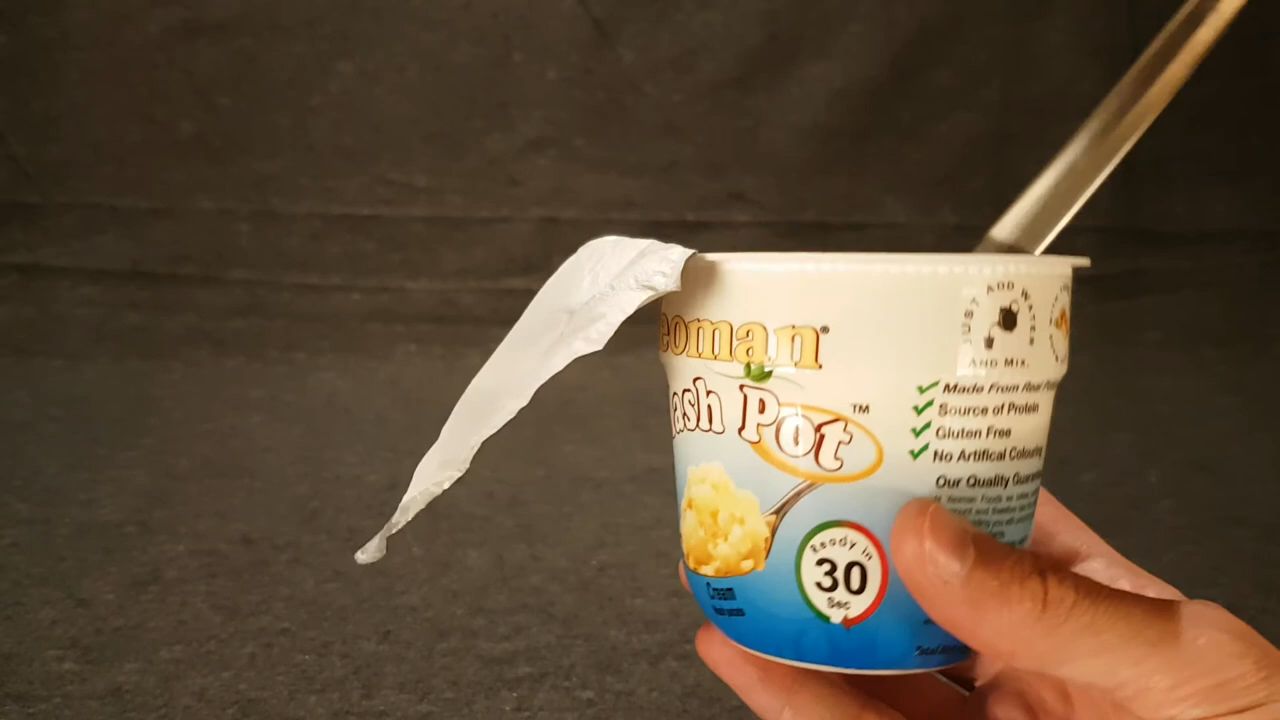 eoman®
ash Pot™
JUST ADD WATER
AND MIX.
Made From Real
Source of Protein
Gluten Free
No Artifical Colouring
Our Quality
Ready in
30
Sec
Cream